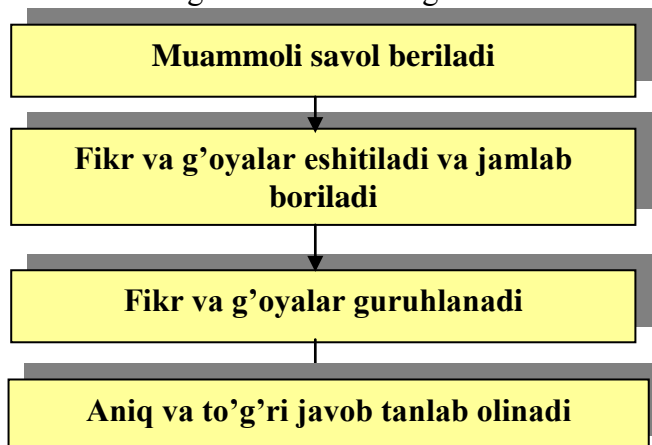 Muammoli savol beriladi
Fikr va g’oyalar eshitiladi va jamlab
boriladi
Fikr va g’oyalar guruhlanadi
Aniq va to’g’ri javob tanlab olinadi